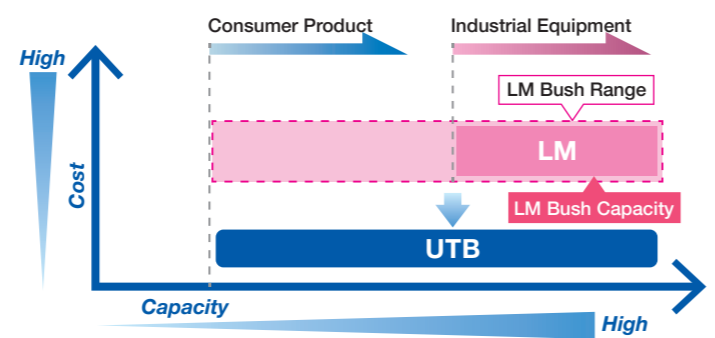 Consumer Product
Industrial Equipment
High
LM Bush Range
LM
Cost
LM Bush Capacity
UTB
Capacity
High